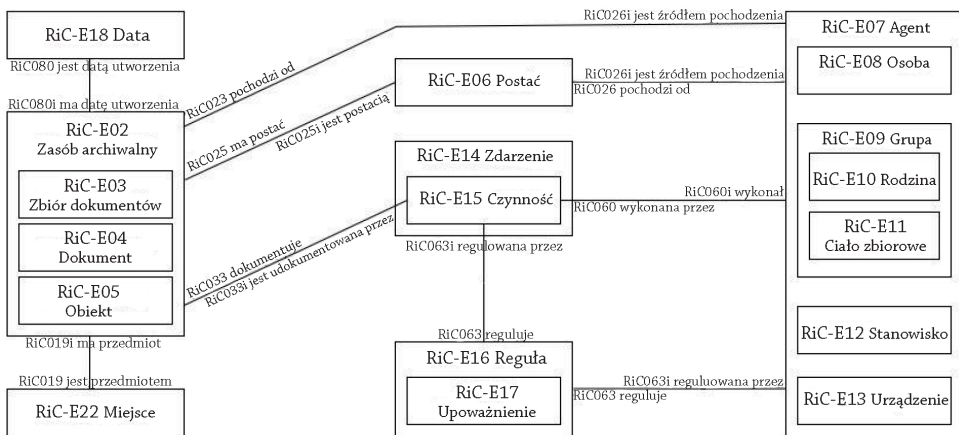 RiC-E18 Data
RiC080 jest datą utworzenia
RiC080i ma datę utworzenia
RiC-E02
Zasób archiwalny
RiC-E03
Zbiór dokumentów
RiC-E04
Dokument
RiC-E05
Obiekt
RiC019i ma przedmiot
RiC019 jest przedmiotem
RiC-E22 Miejsce
RiC023 pochodzi od
RiC026i jest źródłem pochodzenia
RiC025 ma postać
RiC025i jest postacią
RiC-E06 Postać
RiC026i jest źródłem pochodzenia
RiC026 pochodzi od
RiC033 dokumentuje
RiC033i jest udokumentowana przez
RiC-E14 Zdarzenie
RiC-E15 Czynność
RiC060i wykonał
RiC060 wykonana przez
RiC063i regulowana przez
RiC063 reguluje
RiC-E16 Reguła
RiC-E17
Upoważnienie
RiC063i reguluowana przez
RiC063 reguluje
RiC-E07 Agent
RiC-E08 Osoba
RiC-E09 Grupa
RiC-E10 Rodzina
RiC-E11
Ciało zbiorowe
RiC-E12 Stanowisko
RiC-E13 Urządzenie